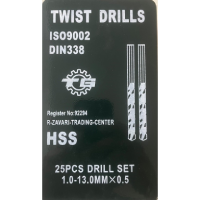 TWIST DRILLS
ISO9002
DIN338
Register No:92294
R-ZAVARI-TRADING-CENTER
HSS
25PCS DRILL SET
1.0-13.0MM×0.5